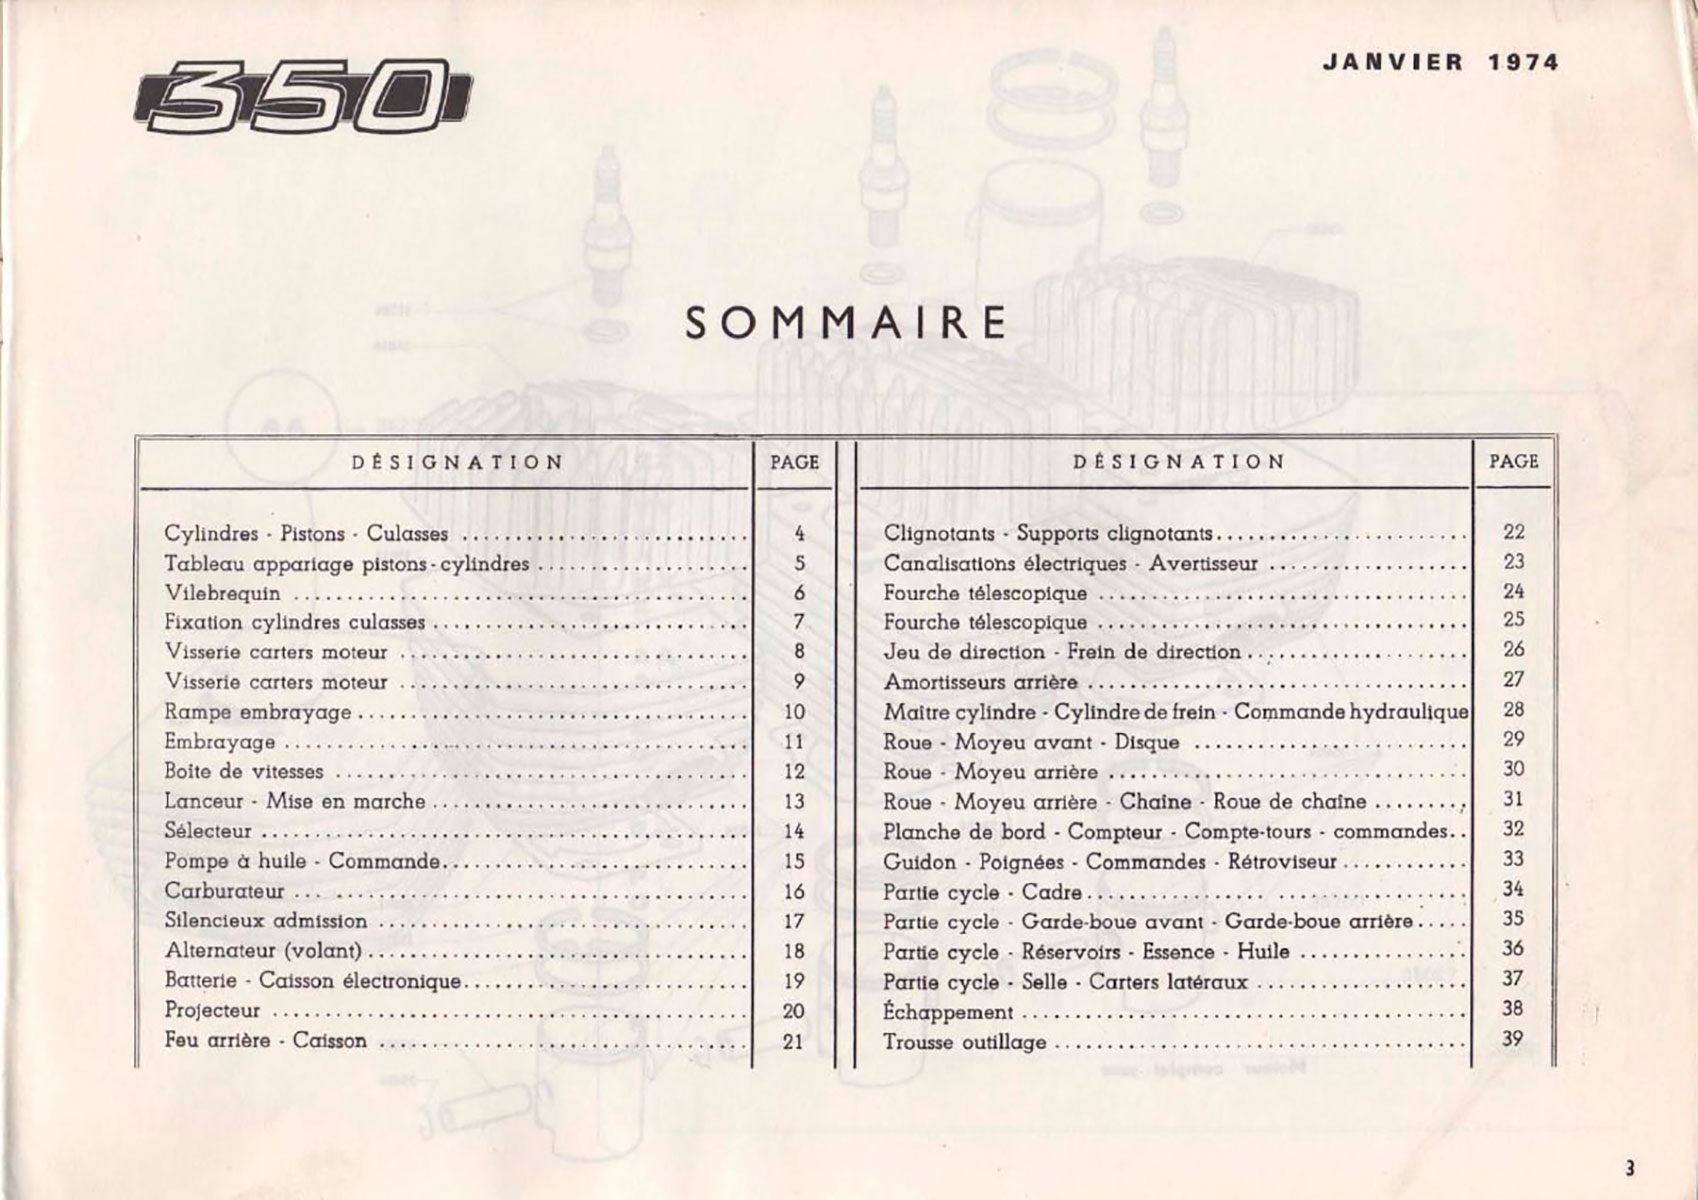 350
JANVIER 1974
SOMMAIRE
DÉSIGNATION PAGE
Cylindres - Pistons - Culasses 4
Tableau appariage pistons-cylindres 5
Vilebrequin 6
Fixation cylindres culasses 7
Visserie carters moteur 8
Visserie carters moteur 9
Rampe embrayage 10
Embrayage 11
Boite de vitesses 12
Lanceur - Mise en marche 13
Sélecteur 14
Pompe à huile - Commande 15
Carburateur 16
Silencieux admission 17
Alternateur (volant) 18
Batterie - Caisson électronique 19
Projecteur 20
Feu arrière - Caisson 21
DÉSIGNATION PAGE
Clignotants - Supports clignotants 22
Canalisations électriques - Avertisseur 23
Fourche télescopique 24
Fourche télescopique 25
Jeu de direction - Frein de direction 26
Amortisseurs arrière 27
Maitre cylindre - Cylindre de frein - Commande hydraulique 28
Roue - Moyeu avant - Disque 29
Roue - Moyeu arrière 30
Roue - Moyeu arrière - Chaîne - Roue de chaîne 31
Planche de bord - Compteur - Compte-tours - commandes 32
Guidon - Poignées - Commandes - Rétroviseur 33
Partie cycle - Cadre 34
Partie cycle - Garde-boue avant - Garde-boue arrière 35
Partie cycle - Réservoirs - Essence - Huile 36
Partie cycle - Selle - Carters latéraux 37
Échappement 38
Trousse outillage 39
3